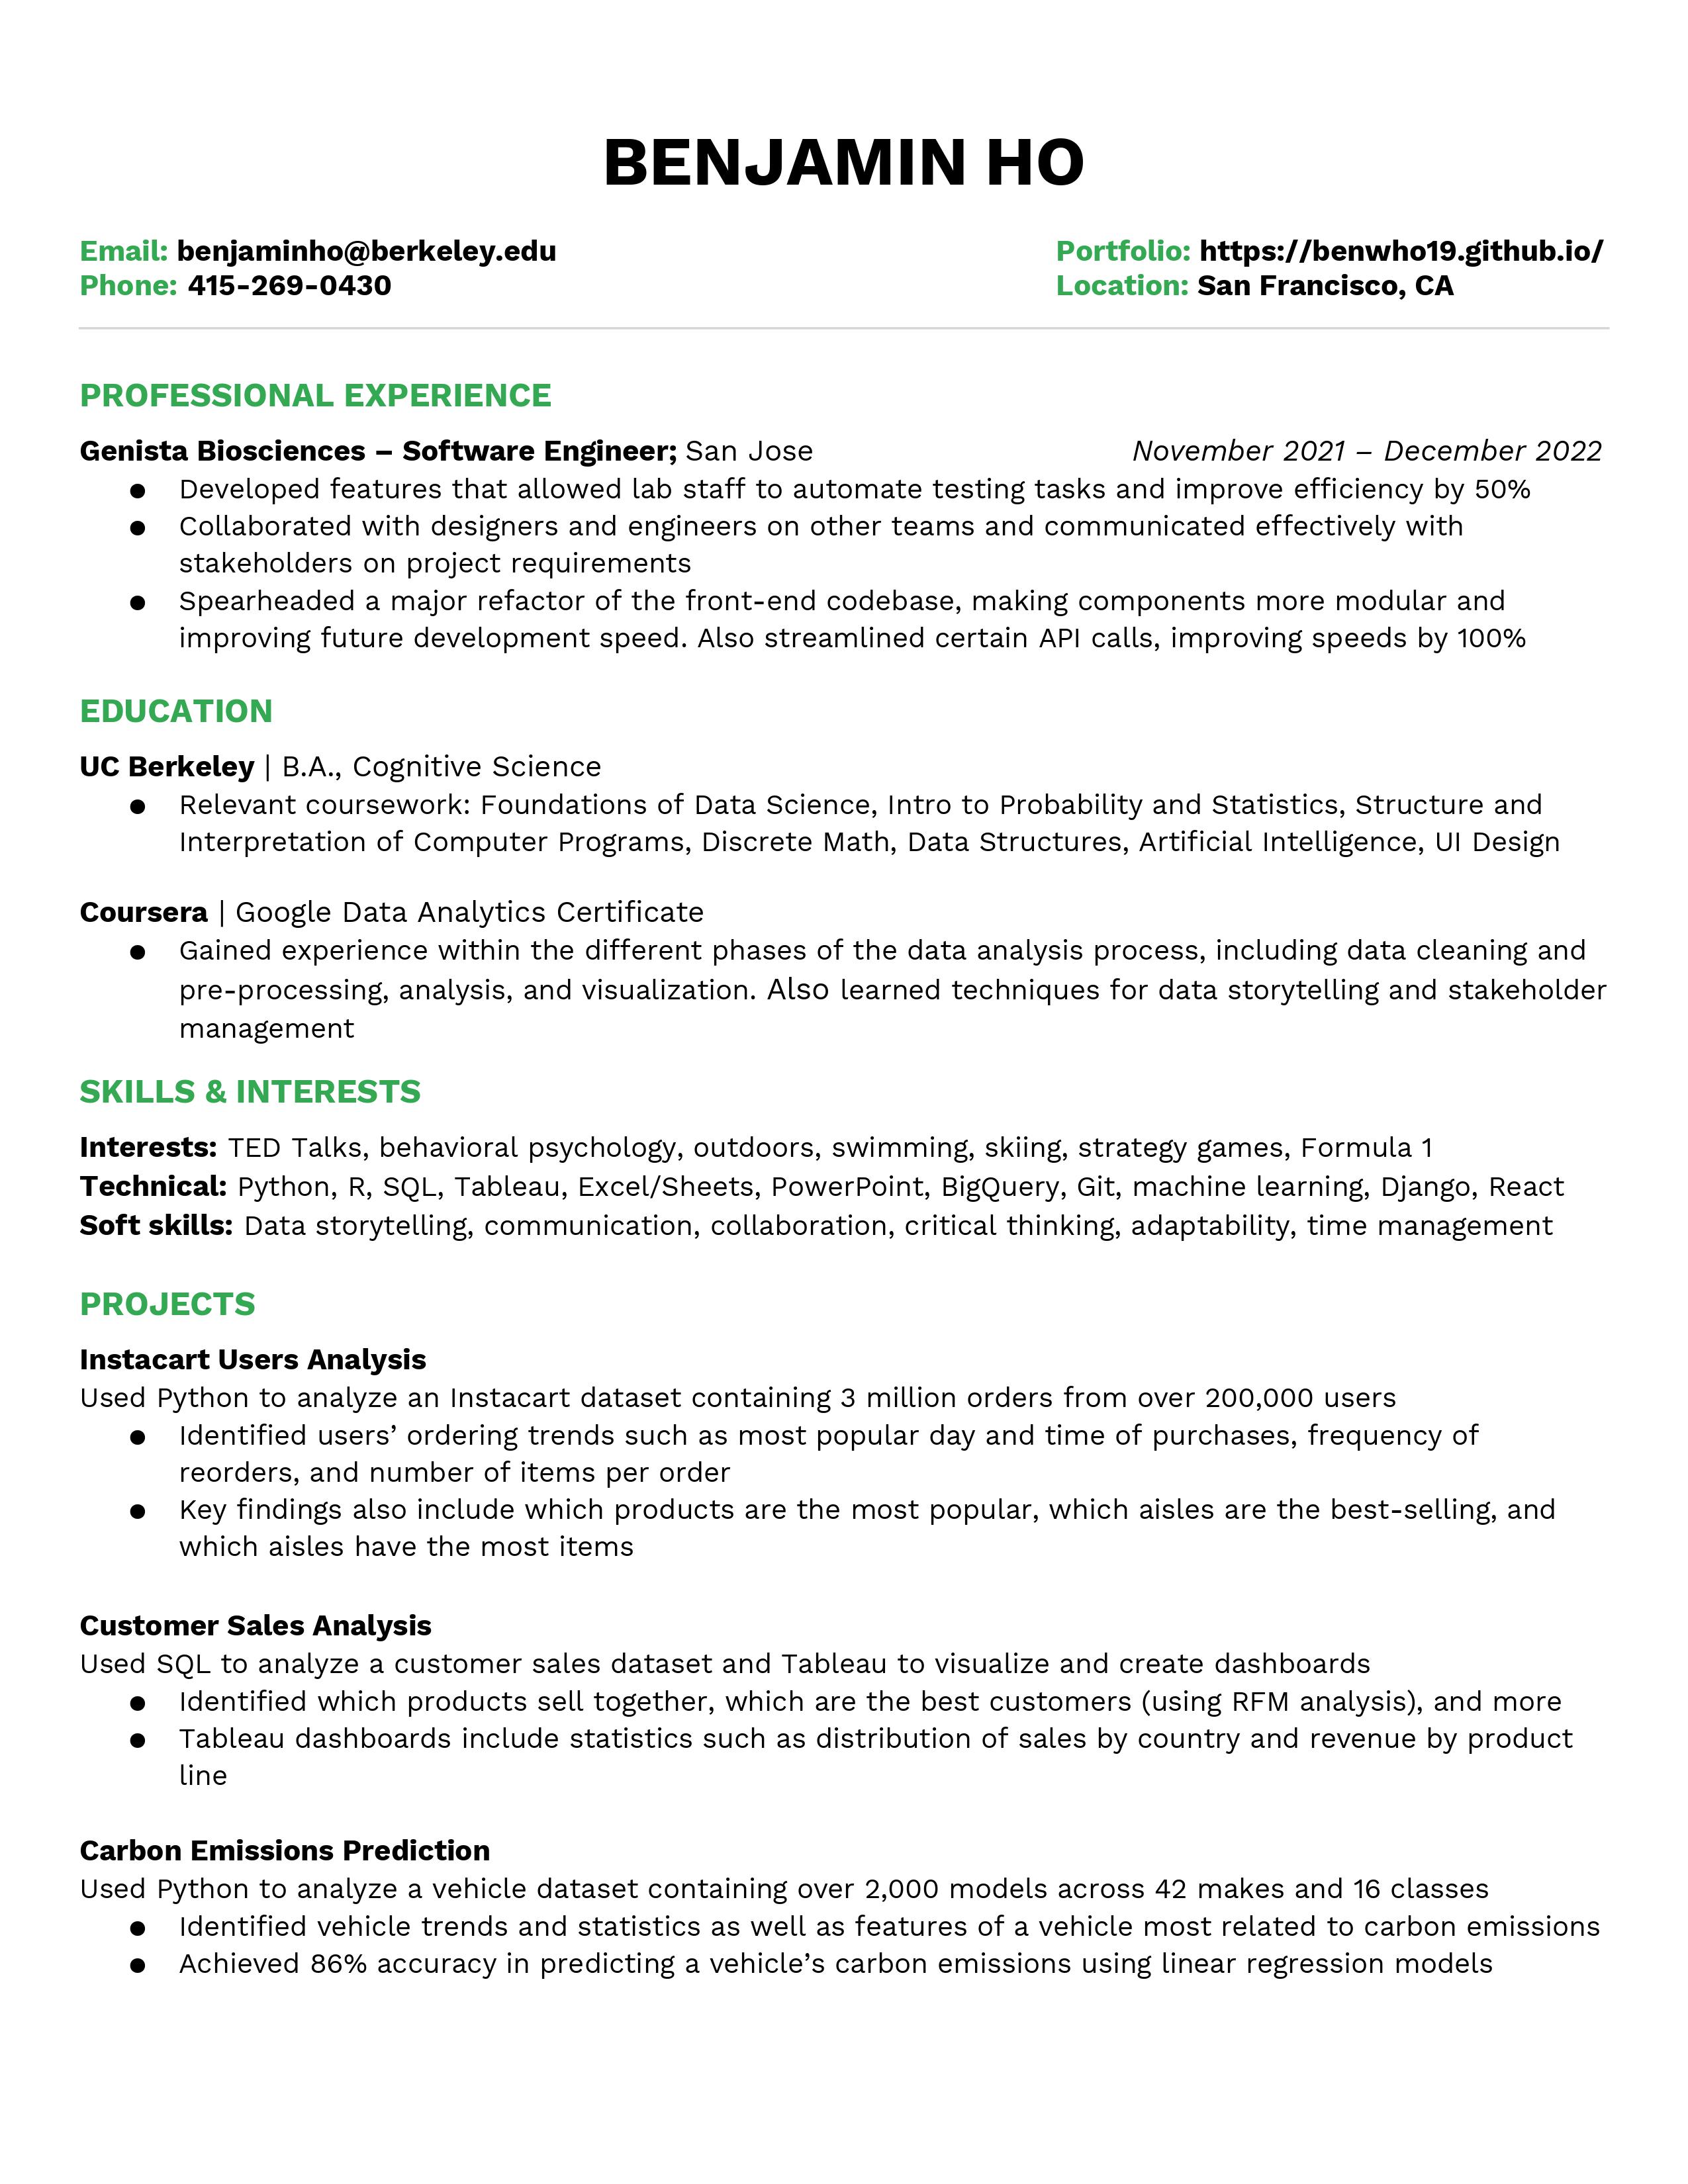 BENJAMIN HO
Email: benjaminho@berkeley.edu
Phone: 415-269-0430
Portfolio: https://benwho19.github.io/
Location: San Francisco, CA
PROFESSIONAL EXPERIENCE
Genista Biosciences – Software Engineer; San Jose November 2021 – December 2022
● Developed features that allowed lab staff to automate testing tasks and improve efficiency by 50%
● Collaborated with designers and engineers on other teams and communicated effectively with
stakeholders on project requirements
● Spearheaded a major refactor of the front-end codebase, making components more modular and
improving future development speed. Also streamlined certain API calls, improving speeds by 100%
EDUCATION
UC Berkeley | B.A., Cognitive Science
● Relevant coursework: Foundations of Data Science, Intro to Probability and Statistics, Structure and
Interpretation of Computer Programs, Discrete Math, Data Structures, Artificial Intelligence, UI Design
Coursera | Google Data Analytics Certificate
● Gained experience within the different phases of the data analysis process, including data cleaning and
pre-processing, analysis, and visualization. Also learned techniques for data storytelling and stakeholder
management
SKILLS & INTERESTS
Interests: TED Talks, behavioral psychology, outdoors, swimming, skiing, strategy games, Formula 1
Technical: Python, R, SQL, Tableau, Excel/Sheets, PowerPoint, BigQuery, Git, machine learning, Django, React
Soft skills: Data storytelling, communication, collaboration, critical thinking, adaptability, time management
PROJECTS
Instacart Users Analysis
Used Python to analyze an Instacart dataset containing 3 million orders from over 200,000 users
● Identified users’ ordering trends such as most popular day and time of purchases, frequency of
reorders, and number of items per order
● Key findings also include which products are the most popular, which aisles are the best-selling, and
which aisles have the most items
Customer Sales Analysis
Used SQL to analyze a customer sales dataset and Tableau to visualize and create dashboards
● Identified which products sell together, which are the best customers (using RFM analysis), and more
● Tableau dashboards include statistics such as distribution of sales by country and revenue by product
line
Carbon Emissions Prediction
Used Python to analyze a vehicle dataset containing over 2,000 models across 42 makes and 16 classes
● Identified vehicle trends and statistics as well as features of a vehicle most related to carbon emissions
● Achieved 86% accuracy in predicting a vehicle’s carbon emissions using linear regression models